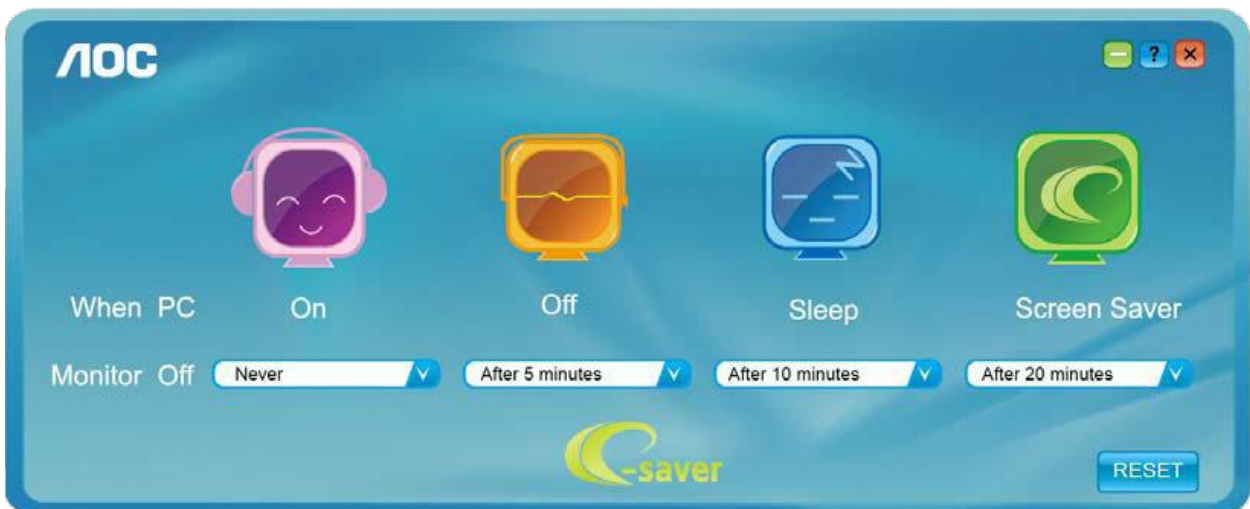 AOC
?
When PC On Off Sleep Screen Saver
Monitor Off Never After 5 minutes After 10 minutes After 20 minutes
e-saver
RESET